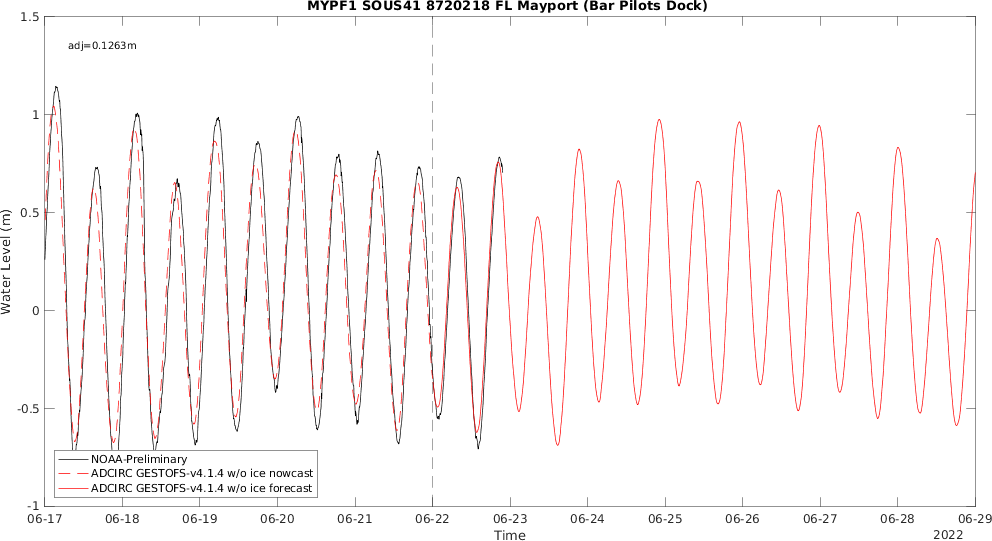 MYPF1 SOUS41 8720218 FL Mayport (Bar Pilots Dock)
adj=0.1263m
Water Level (m)
1.5
1
0.5
0
-0.5
-1
NOAA-Preliminary
ADCIRC GESTOFS-v4.1.4 w/o ice nowcast
ADCIRC GESTOFS-v4.1.4 w/o ice forecast
06-17 06-18 06-19 06-20 06-21 06-22 06-23 06-24 06-25 06-26 06-27 06-28 06-29
Time
2022